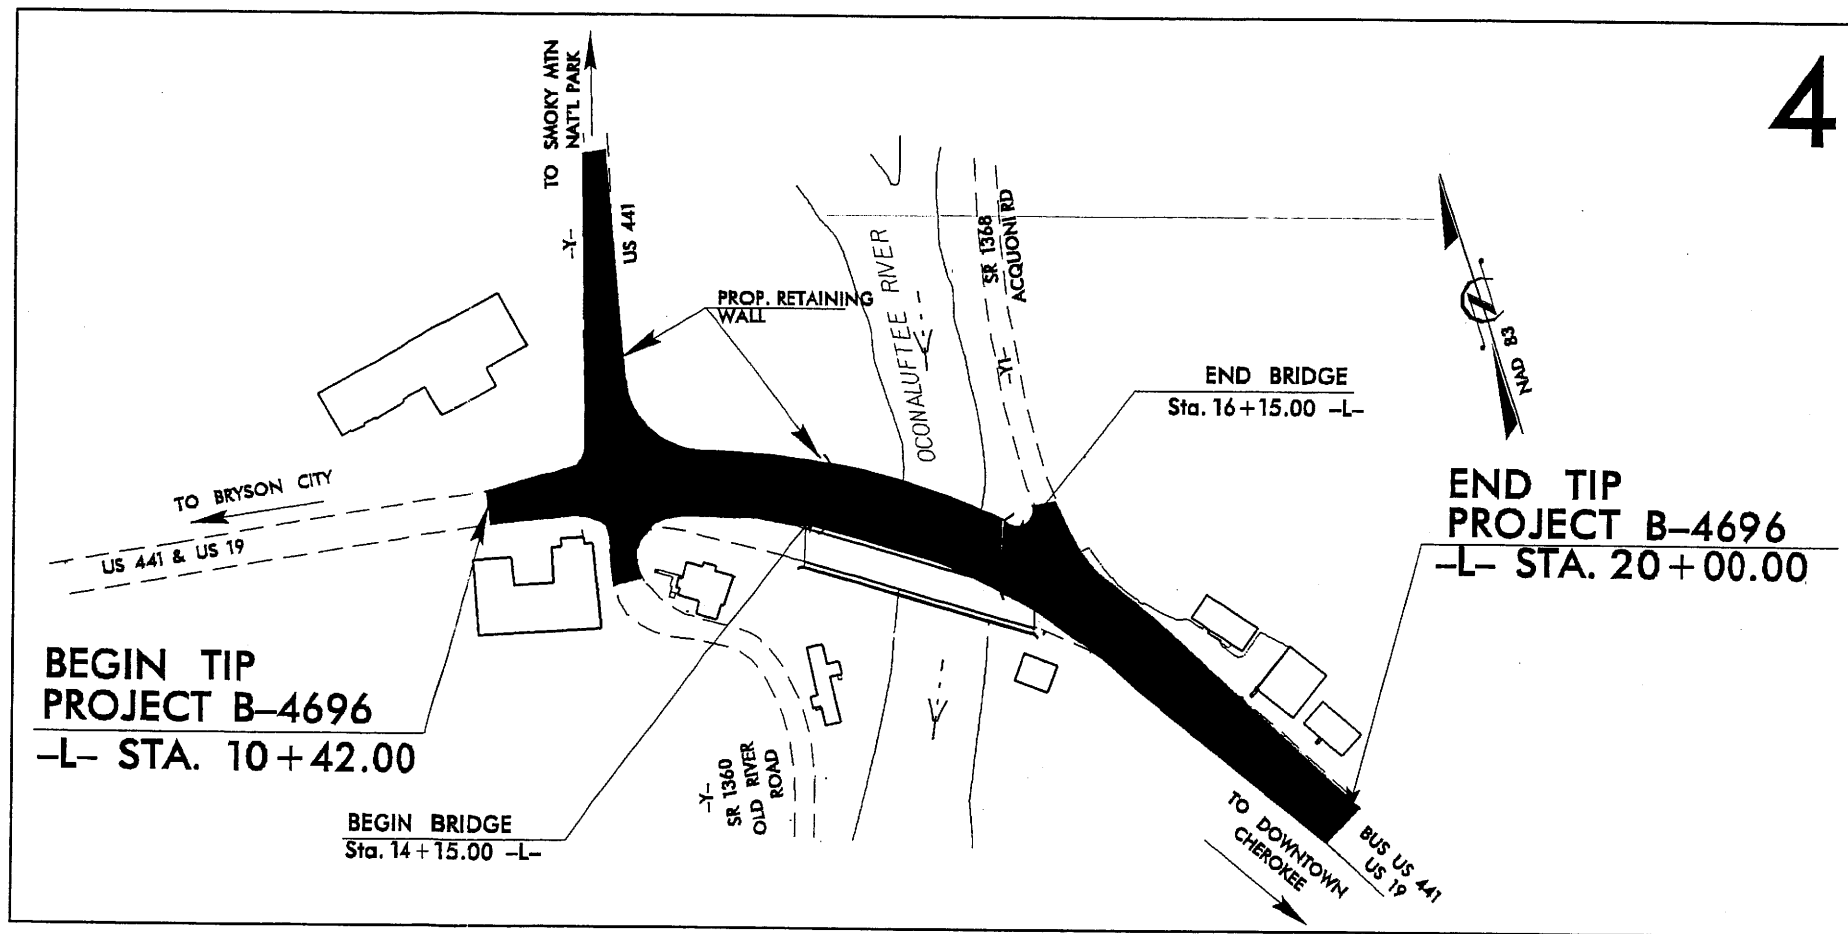 4
TO SMOKY MTN
NAT'L PARK
-Y-
US 441
PROP. RETAINING
WALL
OCONALUFTEE RIVER
SR 1368
ACQUONI RD
-Y1-
NAD 83
END BRIDGE
Sta. 16+15.00 -L-
TO BRYSON CITY
US 441 & US 19
END TIP
PROJECT B-4696
-L- STA. 20+00.00
BEGIN TIP
PROJECT B-4696
-L- STA. 10+42.00
BEGIN BRIDGE
Sta. 14+15.00 -L-
-Y-
SR 1360
OLD RIVER
ROAD
TO DOWNTOWN
CHEROKEE
BUS US 441
US 19